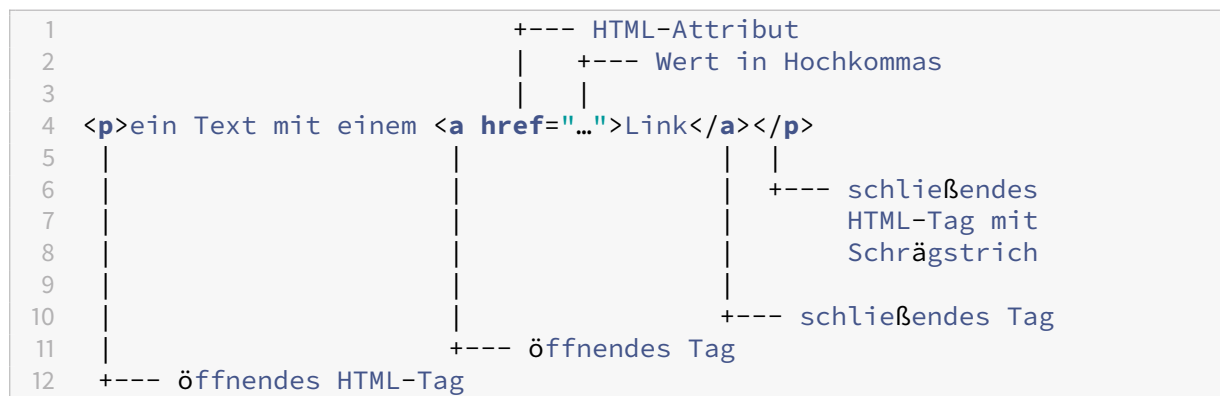 1                            +--- HTML-Attribut
2                            |   +--- Wert in Hochkommas
3                            |   |
4   <p>ein Text mit einem <a href="…">Link</a></p>
5    |                   |               |  |
6    |                   |               |  +--- schließendes
7    |                   |               |       HTML-Tag mit
8    |                   |               |       Schrägstrich
9    |                   |               |
10   |                   |               +--- schließendes Tag
11   |                   +--- öffnendes Tag
12   +--- öffnendes HTML-Tag